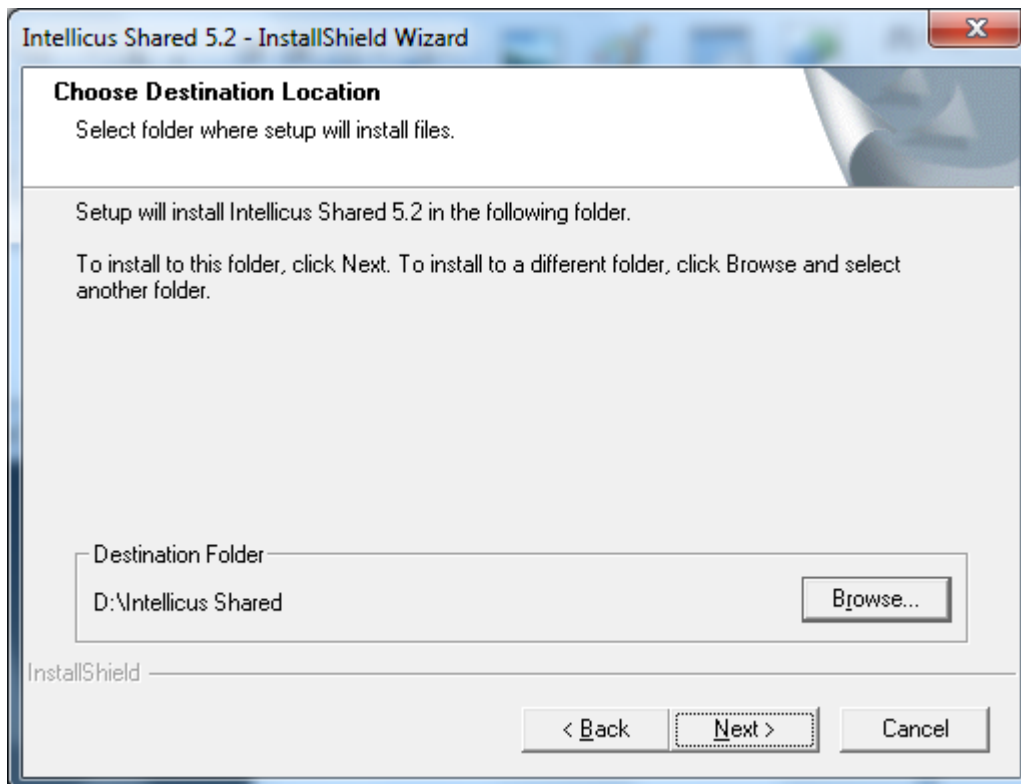 Intellicus Shared 5.2 - InstallShield Wizard
Choose Destination Location
Select folder where setup will install files.
Setup will install Intellicus Shared 5.2 in the following folder.
To install to this folder, click Next. To install to a different folder, click Browse and select
another folder.
Destination Folder
D:\Intellicus Shared
Browse...
InstallShield
< Back
Next >
Cancel